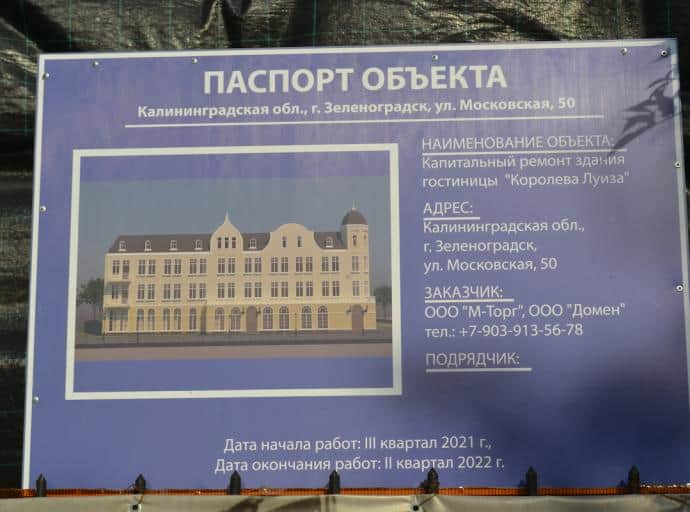 ПАСПОРТ ОБЪЕКТА
Калининградская обл., г. Зеленоградск, ул. Московская, 50
НАИМЕНОВАНИЕ ОБЪЕКТА:
Капитальный ремонт здания
гостиницы "Королева Луиза"
АДРЕС:
Калининградская обл.,
г. Зеленоградск,
ул. Московская, 50
ЗАКАЗЧИК:
ООО "М-Торг", ООО "Домен"
тел.: +7-903-913-56-78
ПОДРЯДЧИК:
Дата начала работ: III квартал 2021 г.,
Дата окончания работ: II квартал 2022 г.